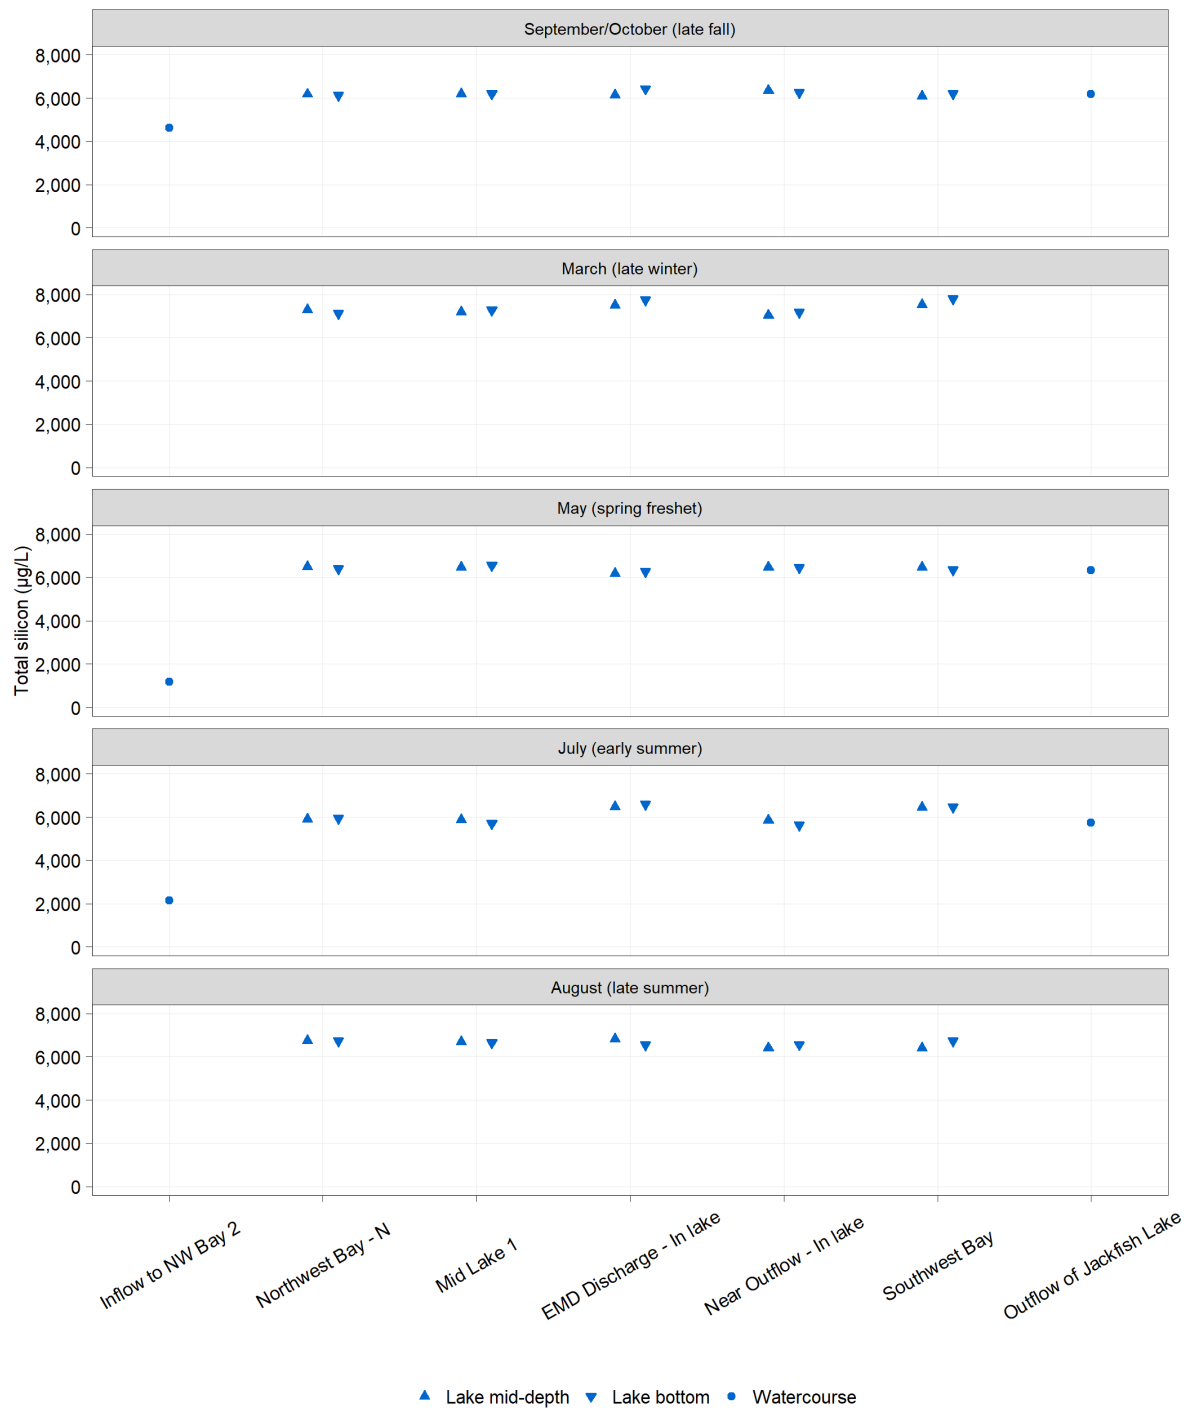 September/October (late fall)
8,000
6,000
4,000
2,000
0
March (late winter)
8,000
6,000
4,000
2,000
0
May (spring freshet)
8,000
6,000
4,000
2,000
0
Total silicon (µg/L)
July (early summer)
8,000
6,000
4,000
2,000
0
August (late summer)
8,000
6,000
4,000
2,000
0
Inflow to NW Bay 2
Northwest Bay - N
Mid Lake 1
EMD Discharge - In lake
Near Outflow - In lake
Southwest Bay
Outflow of Jackfish Lake
Lake mid-depth Lake bottom Watercourse